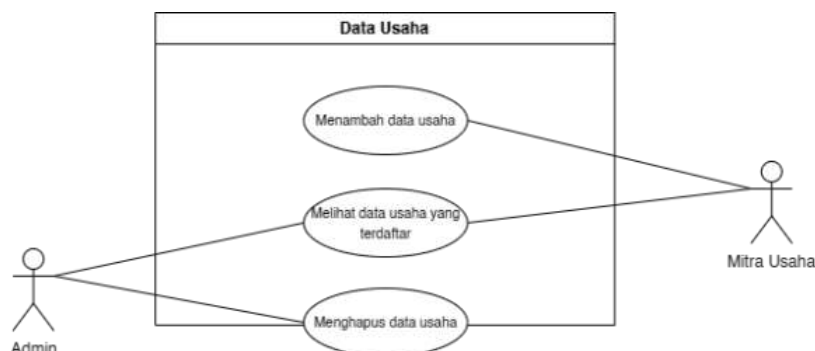 Data Usaha
Menambah data usaha
Melihat data usaha yang
terdaftar
Mitra Usaha
Menghapus data usaha
Admin